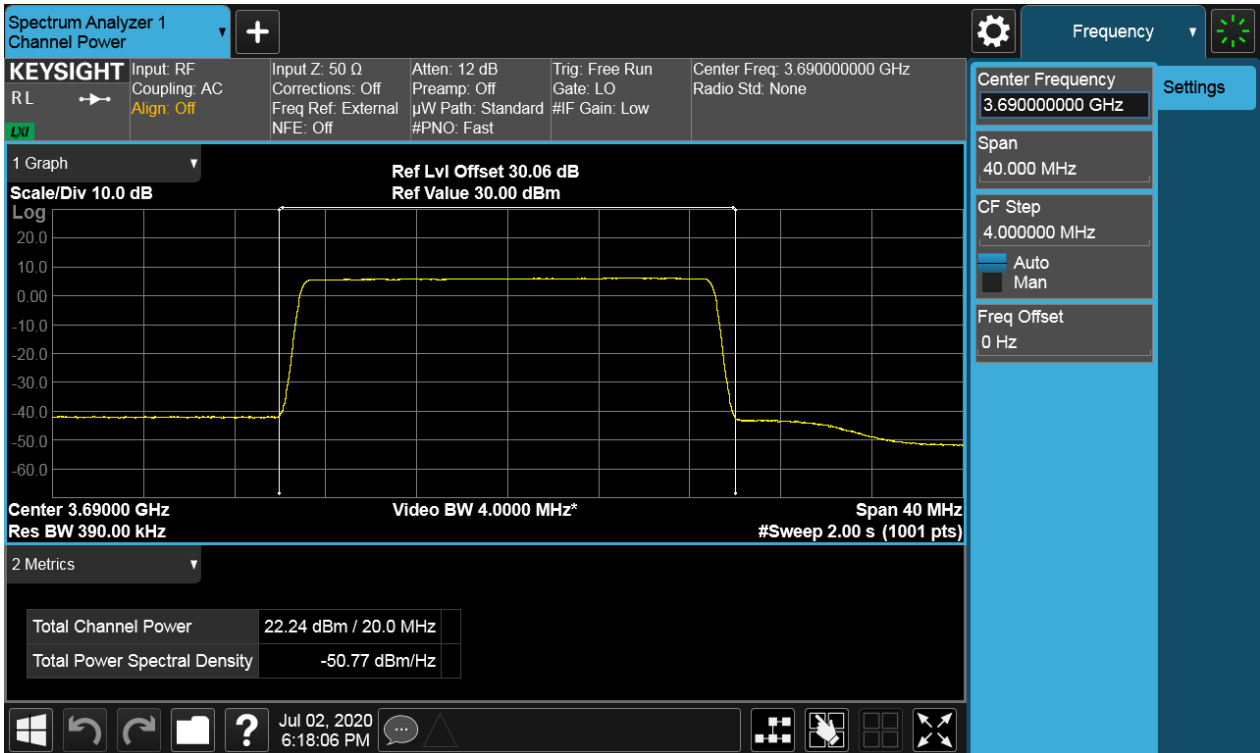 Spectrum Analyzer 1
Channel Power
+
Frequency
KEYSIGHT
RL
LXI
Input: RF
Coupling: AC
Align: Off
Input Z: 50 Ω
Corrections: Off
Freq Ref: External
NFE: Off
Atten: 12 dB
Preamp: Off
µW Path: Standard
#PNO: Fast
Trig: Free Run
Gate: LO
#IF Gain: Low
Center Freq: 3.690000000 GHz
Radio Std: None
Center Frequency
3.690000000 GHz
Settings
Span
40.000 MHz
CF Step
4.000000 MHz
Auto
Man
Freq Offset
0 Hz
1 Graph
Scale/Div 10.0 dB
Ref Lvl Offset 30.06 dB
Ref Value 30.00 dBm
Log
20.0
10.0
0.00
-10.0
-20.0
-30.0
-40.0
-50.0
-60.0
Center 3.69000 GHz
Video BW 4.0000 MHz*
Span 40 MHz
Res BW 390.00 kHz
#Sweep 2.00 s (1001 pts)
2 Metrics
Total Channel Power 22.24 dBm / 20.0 MHz
Total Power Spectral Density -50.77 dBm/Hz
?
Jul 02, 2020
6:18:06 PM